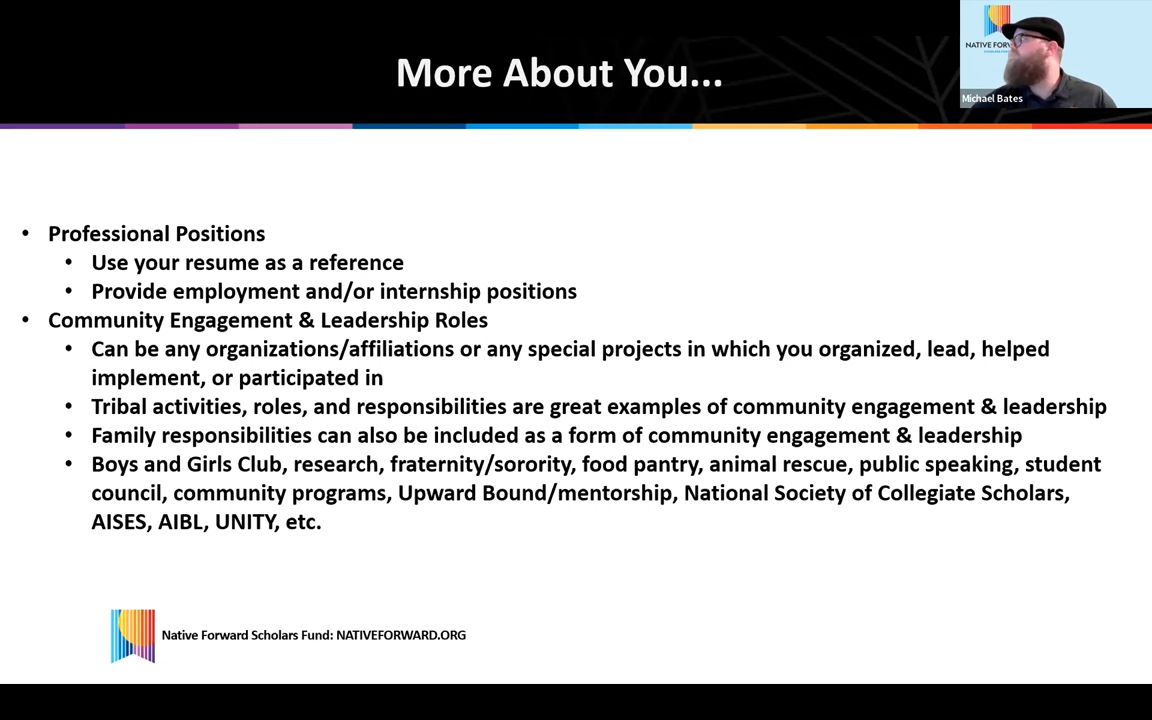 More About You...
NATIVE FOR
Michael Bates
• Professional Positions
• Use your resume as a reference
• Provide employment and/or internship positions
• Community Engagement & Leadership Roles
• Can be any organizations/affiliations or any special projects in which you organized, lead, helped
implement, or participated in
• Tribal activities, roles, and responsibilities are great examples of community engagement & leadership
• Family responsibilities can also be included as a form of community engagement & leadership
• Boys and Girls Club, research, fraternity/sorority, food pantry, animal rescue, public speaking, student
council, community programs, Upward Bound/mentorship, National Society of Collegiate Scholars,
AISES, AIBL, UNITY, etc.
Native Forward Scholars Fund: NATIVEFORWARD.ORG